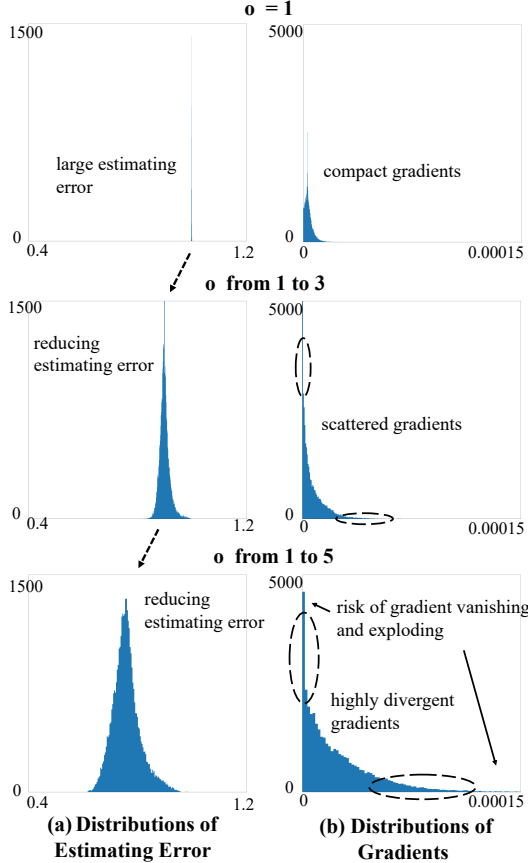 o = 1
1500
large estimating
error
0
0.4
1.2
5000
compact gradients
0
0
0.00015
o from 1 to 3
1500
reducing
estimating error
0
0.4
1.2
5000
scattered gradients
0
0
0.00015
o from 1 to 5
1500
reducing
estimating error
0
0.4
1.2
5000
risk of gradient vanishing
and exploding
highly divergent
gradients
0
0
0.00015
(a) Distributions of
Estimating Error
(b) Distributions of
Gradients